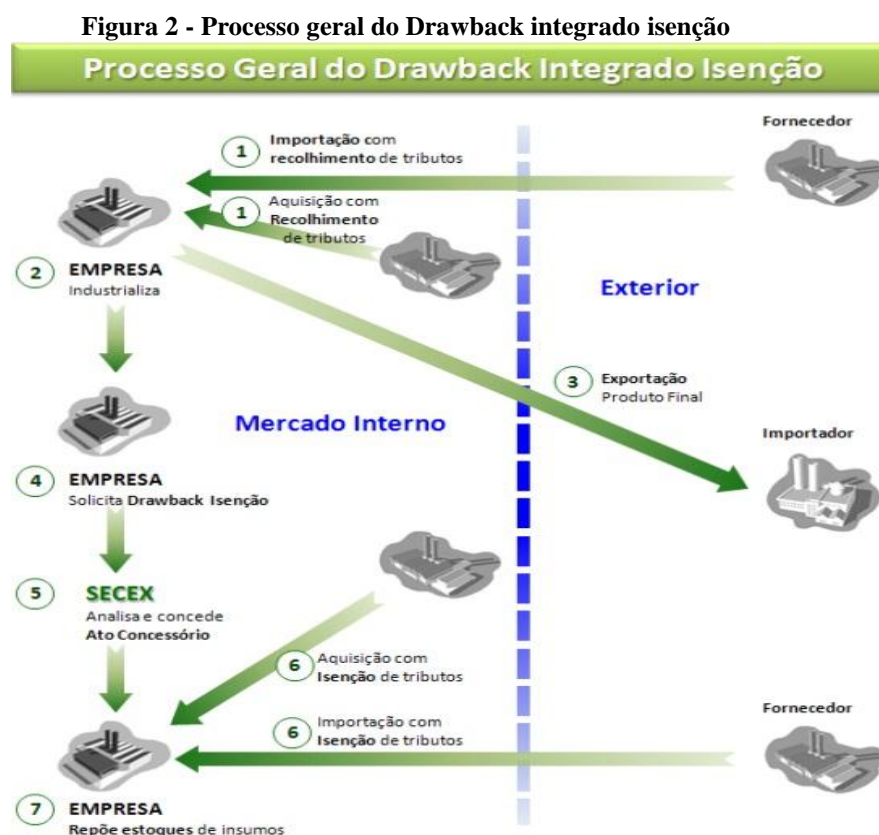 Figura 2 - Processo geral do Drawback integrado isenção
Processo Geral do Drawback Integrado Isenção
Fornecedor
1
Importação com
recolhimento de tributos
1
Aquisição com
Recolhimento
de tributos
2
EMPRESA
Industrializa
Exterior
3
Exportação
Produto Final
Mercado Interno
Importador
4
EMPRESA
Solicita Drawback Isenção
5
SECEX
Analisa e concede
Ato Concessório
6
Aquisição com
Isenção de tributos
6
Importação com
Isenção de tributos
Fornecedor
7
EMPRESA
Repõe estoques de insumos